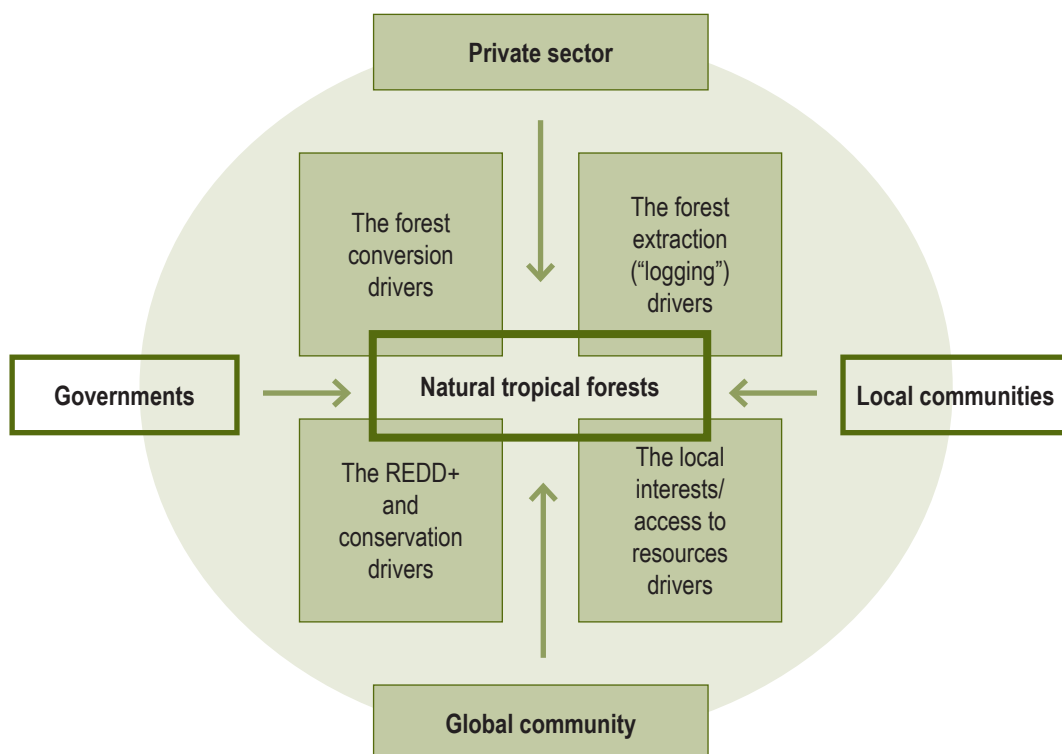 Private sector
The forest
conversion
drivers
The forest
extraction
(“logging”)
drivers
Governments
Natural tropical forests
Local communities
The REDD+
and
conservation
drivers
The local
interests/
access to
resources
drivers
Global community